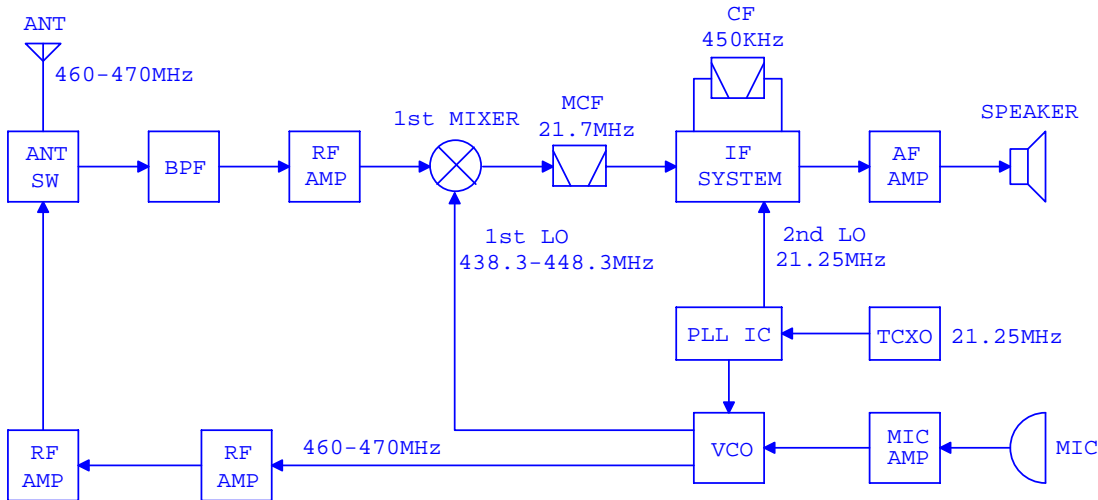 ANT
460-470MHz
CF
450KHz
1st MIXER
MCF
21.7MHz
SPEAKER
ANT
SW
BPF
RF
AMP
IF
SYSTEM
AF
AMP
1st LO
438.3-448.3MHz
2nd LO
21.25MHz
PLL IC
TCXO
21.25MHz
RF
AMP
RF
AMP
460-470MHz
VCO
MIC
AMP
MIC